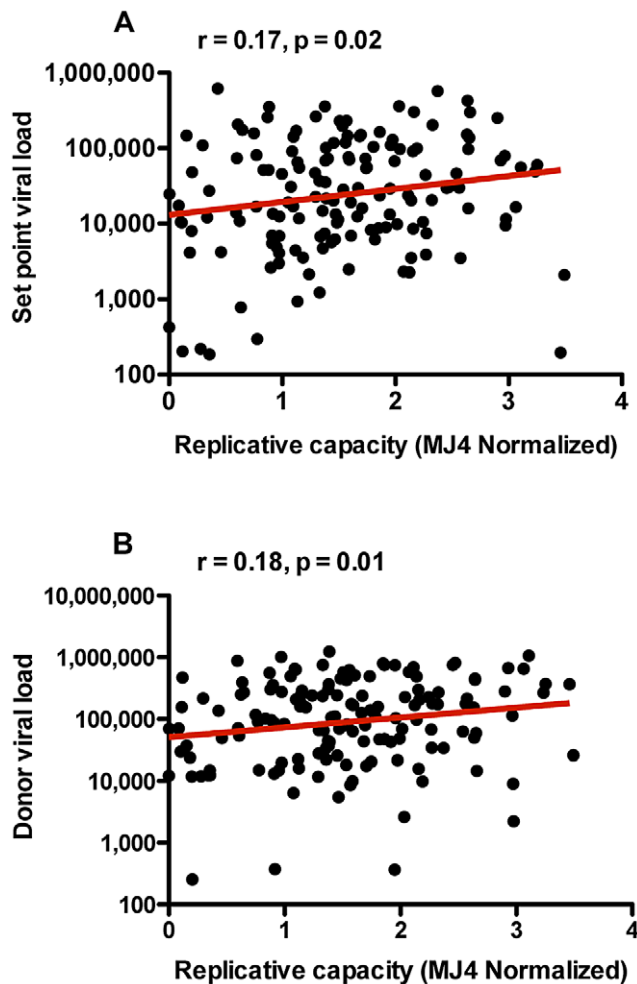 A
r = 0.17, p = 0.02
1,000,000
100,000
10,000
1,000
100
Set point viral load
0 1 2 3 4
Replicative capacity (MJ4 Normalized)
B
r = 0.18, p = 0.01
10,000,000
1,000,000
100,000
10,000
1,000
100
Donor viral load
0 1 2 3 4
Replicative capacity (MJ4 Normalized)